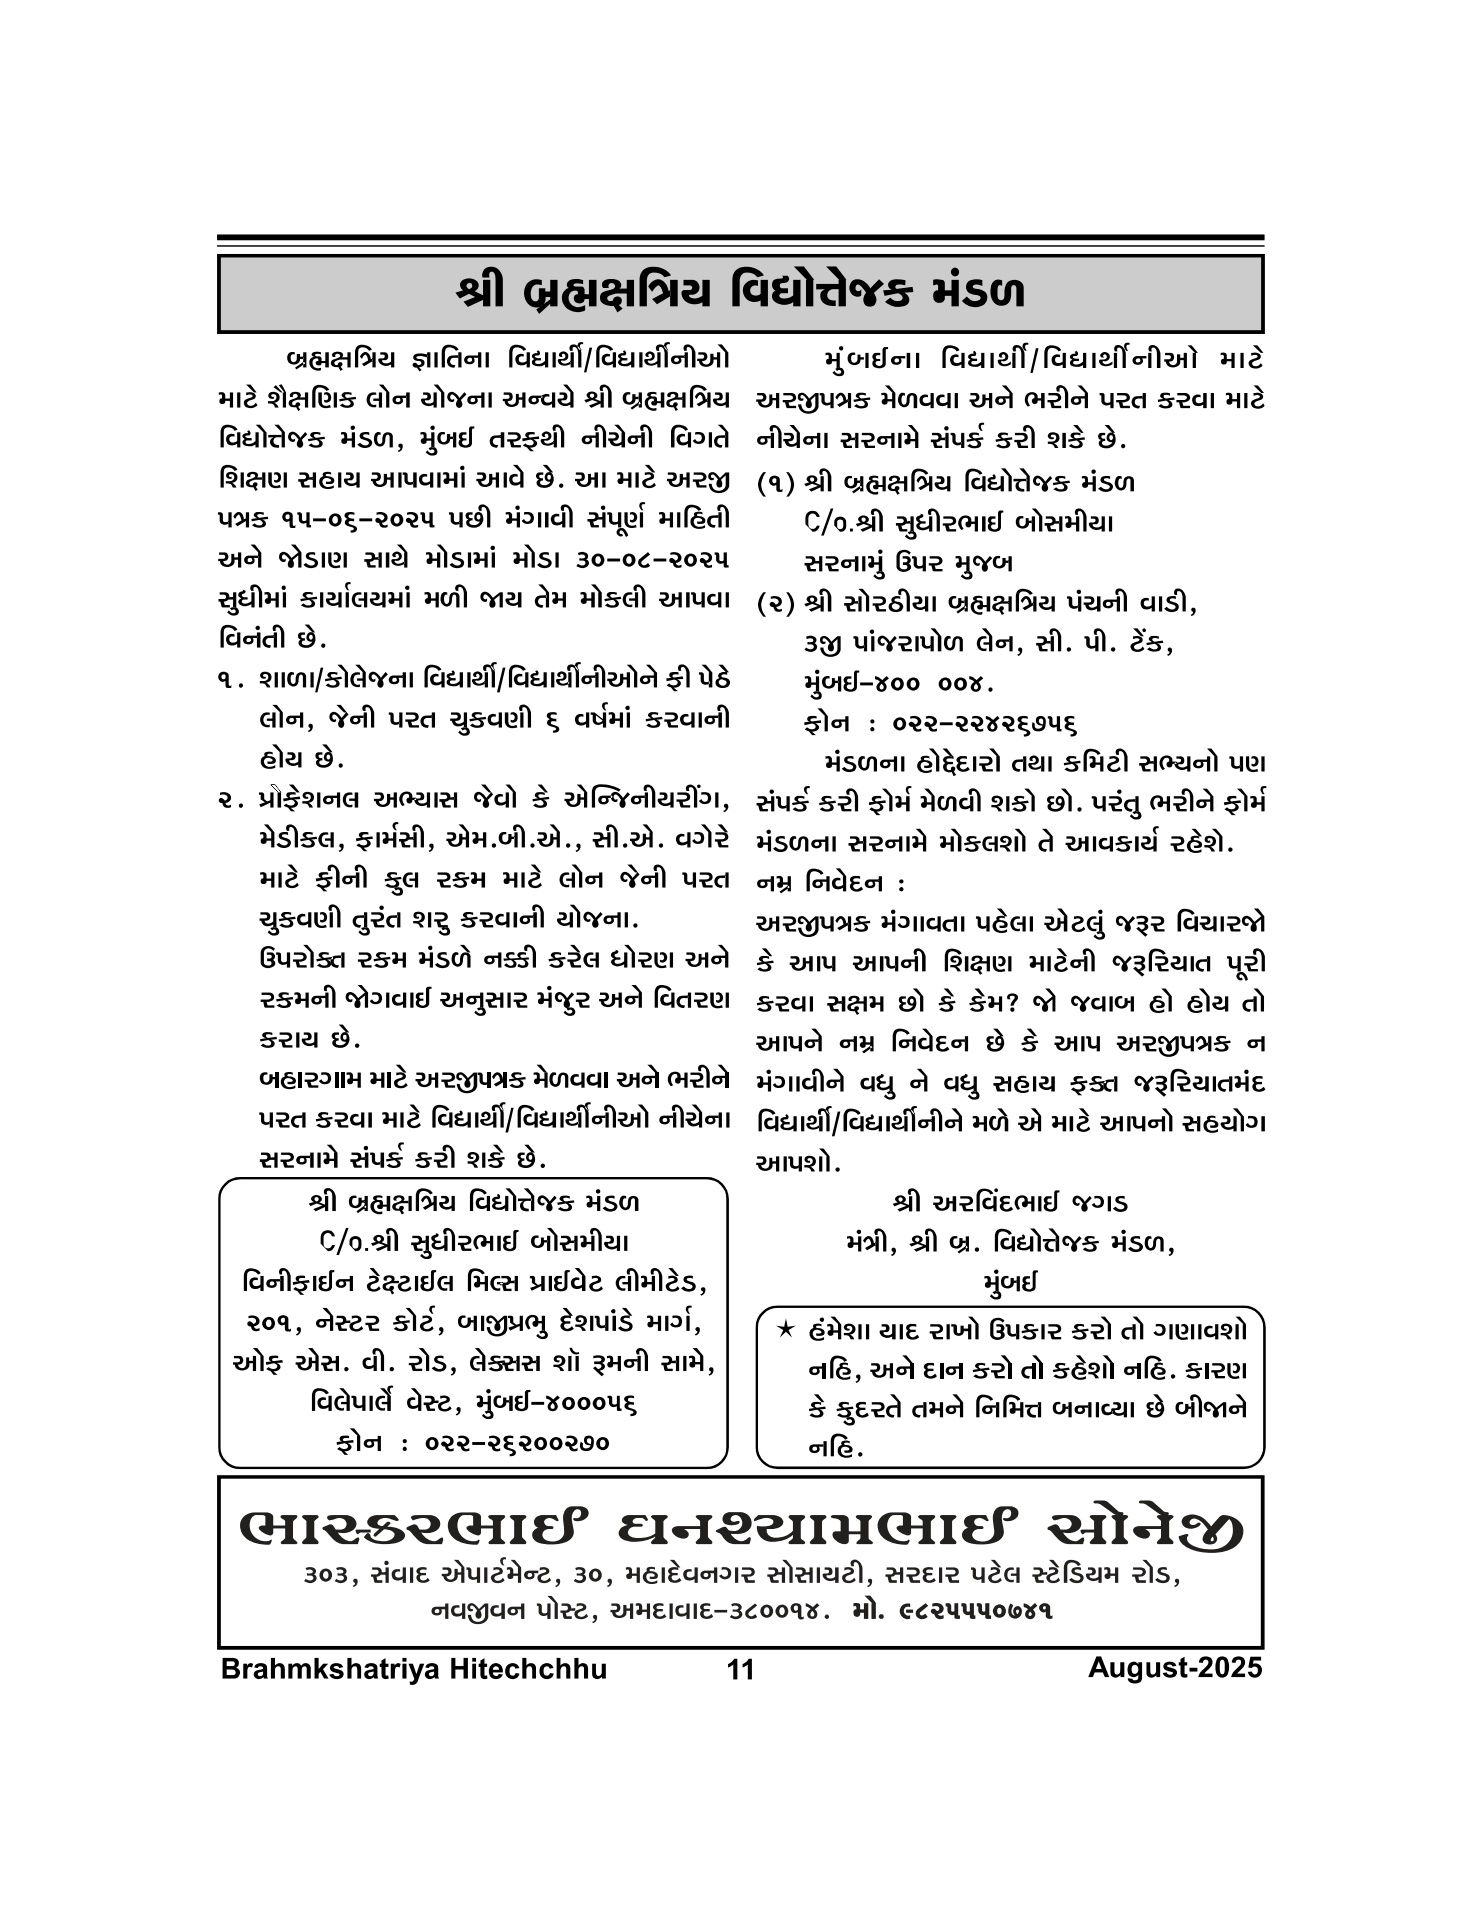 શ્રી બ્રહ્મક્ષત્રિય વિદ્યોત્તેજક મંડળ
બ્રહ્મક્ષત્રિય જ્ઞાતિના વિદ્યાર્થી/વિદ્યાર્થીનીઓ
માટે શૈક્ષણિક લોન યોજના અન્વયે શ્રી બ્રહ્મક્ષત્રિય
વિદ્યોત્તેજક મંડળ, મુંબઈ તરફથી નીચેની વિગતે
શિક્ષણ સહાય આપવામાં આવે છે. આ માટે અરજી
પત્રક ૧૫-૦૬-૨૦૨૫ પછી મંગાવી સંપૂર્ણ માહિતી
અને જોડાણ સાથે મોડામાં મોડા ૩૦-૦૮-૨૦૨૫
સુધીમાં કાર્યાલયમાં મળી જાય તેમ મોકલી આપવા
વિનંતી છે.
૧. શાળા/કોલેજના વિદ્યાર્થી/વિદ્યાર્થીનીઓને ફી પેઠે
લોન, જેની પરત ચુકવણી ૬ વર્ષમાં કરવાની
હોય છે.
૨. પ્રોફેશનલ અભ્યાસ જેવો કે એન્જિનીયરીંગ,
મેડીકલ, ફાર્મસી, એમ.બી.એ., સી.એ. વગેરે
માટે ફીની કુલ રકમ માટે લોન જેની પરત
ચુકવણી તુરંત શરુ કરવાની યોજના.
ઉપરોક્ત રકમ મંડળે નક્કી કરેલ ધોરણ અને
રકમની જોગવાઈ અનુસાર મંજુર અને વિતરણ
કરાય છે.
બહારગામ માટે અરજીપત્રક મેળવવા અને ભરીને
પરત કરવા માટે વિદ્યાર્થી/વિદ્યાર્થીનીઓ નીચેના
સરનામે સંપર્ક કરી શકે છે.
શ્રી બ્રહ્મક્ષત્રિય વિદ્યોત્તેજક મંડળ
C/o.શ્રી સુધીરભાઈ બોસમીયા
વિનીફાઈન ટેક્ષ્ટાઈલ મિલ્સ પ્રાઈવેટ લીમીટેડ,
૨૦૧, નેસ્ટર કોર્ટ, બાજીપ્રભુ દેશપાંડે માર્ગ,
ઓફ એસ. વી. રોડ, લેક્સસ શૉ રૂમની સામે,
વિલેપાર્લે વેસ્ટ, મુંબઈ-૪૦૦૦૫૬
ફોન : ૦૨૨-૨૬૨૦૦૨૭૦
મુંબઈના વિદ્યાર્થી/વિદ્યાર્થીનીઓ માટે
અરજીપત્રક મેળવવા અને ભરીને પરત કરવા માટે
નીચેના સરનામે સંપર્ક કરી શકે છે.
(૧) શ્રી બ્રહ્મક્ષત્રિય વિદ્યોત્તેજક મંડળ
C/o.શ્રી સુધીરભાઈ બોસમીયા
સરનામું ઉપર મુજબ
(૨) શ્રી સોરઠીયા બ્રહ્મક્ષત્રિય પંચની વાડી,
૩જી પાંજરાપોળ લેન, સી. પી. ટેંક,
મુંબઈ-૪૦૦ ૦૦૪.
ફોન : ૦૨૨-૨૨૪૨૬૭૫૬
મંડળના હોદ્દેદારો તથા કમિટી સભ્યનો પણ
સંપર્ક કરી ફોર્મ મેળવી શકો છો. પરંતુ ભરીને ફોર્મ
મંડળના સરનામે મોકલશો તે આવકાર્ય રહેશે.
નમ્ર નિવેદન :
અરજીપત્રક મંગાવતા પહેલા એટલું જરૂર વિચારજો
કે આપ આપની શિક્ષણ માટેની જરૂરિયાત પૂરી
કરવા સક્ષમ છો કે કેમ? જો જવાબ હો હોય તો
આપને નમ્ર નિવેદન છે કે આપ અરજીપત્રક ન
મંગાવીને વધુ ને વધુ સહાય ફક્ત જરૂરિયાતમંદ
વિદ્યાર્થી/વિદ્યાર્થીનીને મળે એ માટે આપનો સહયોગ
આપશો.
શ્રી અરવિંદભાઈ જગડ
મંત્રી, શ્રી બ્ર. વિદ્યોત્તેજક મંડળ,
મુંબઈ
★ હંમેશા યાદ રાખો ઉપકાર કરો તો ગણાવશો
નહિ, અને દાન કરો તો કહેશો નહિ. કારણ
કે કુદરતે તમને નિમિત્ત બનાવ્યા છે બીજાને
નહિ.
ભાસ્કરભાઈ ઘનશ્યામભાઈ સોનેજી
૩૦૩, સંવાદ એપાર્ટમેન્ટ, ૩૦, મહાદેવનગર સોસાયટી, સરદાર પટેલ સ્ટેડિયમ રોડ,
નવજીવન પોસ્ટ, અમદાવાદ-૩૮૦૦૧૪. મો. ૯૮૨૫૫૫૦૭૪૧
Brahmkshatriya Hitechchhu 11 August-2025